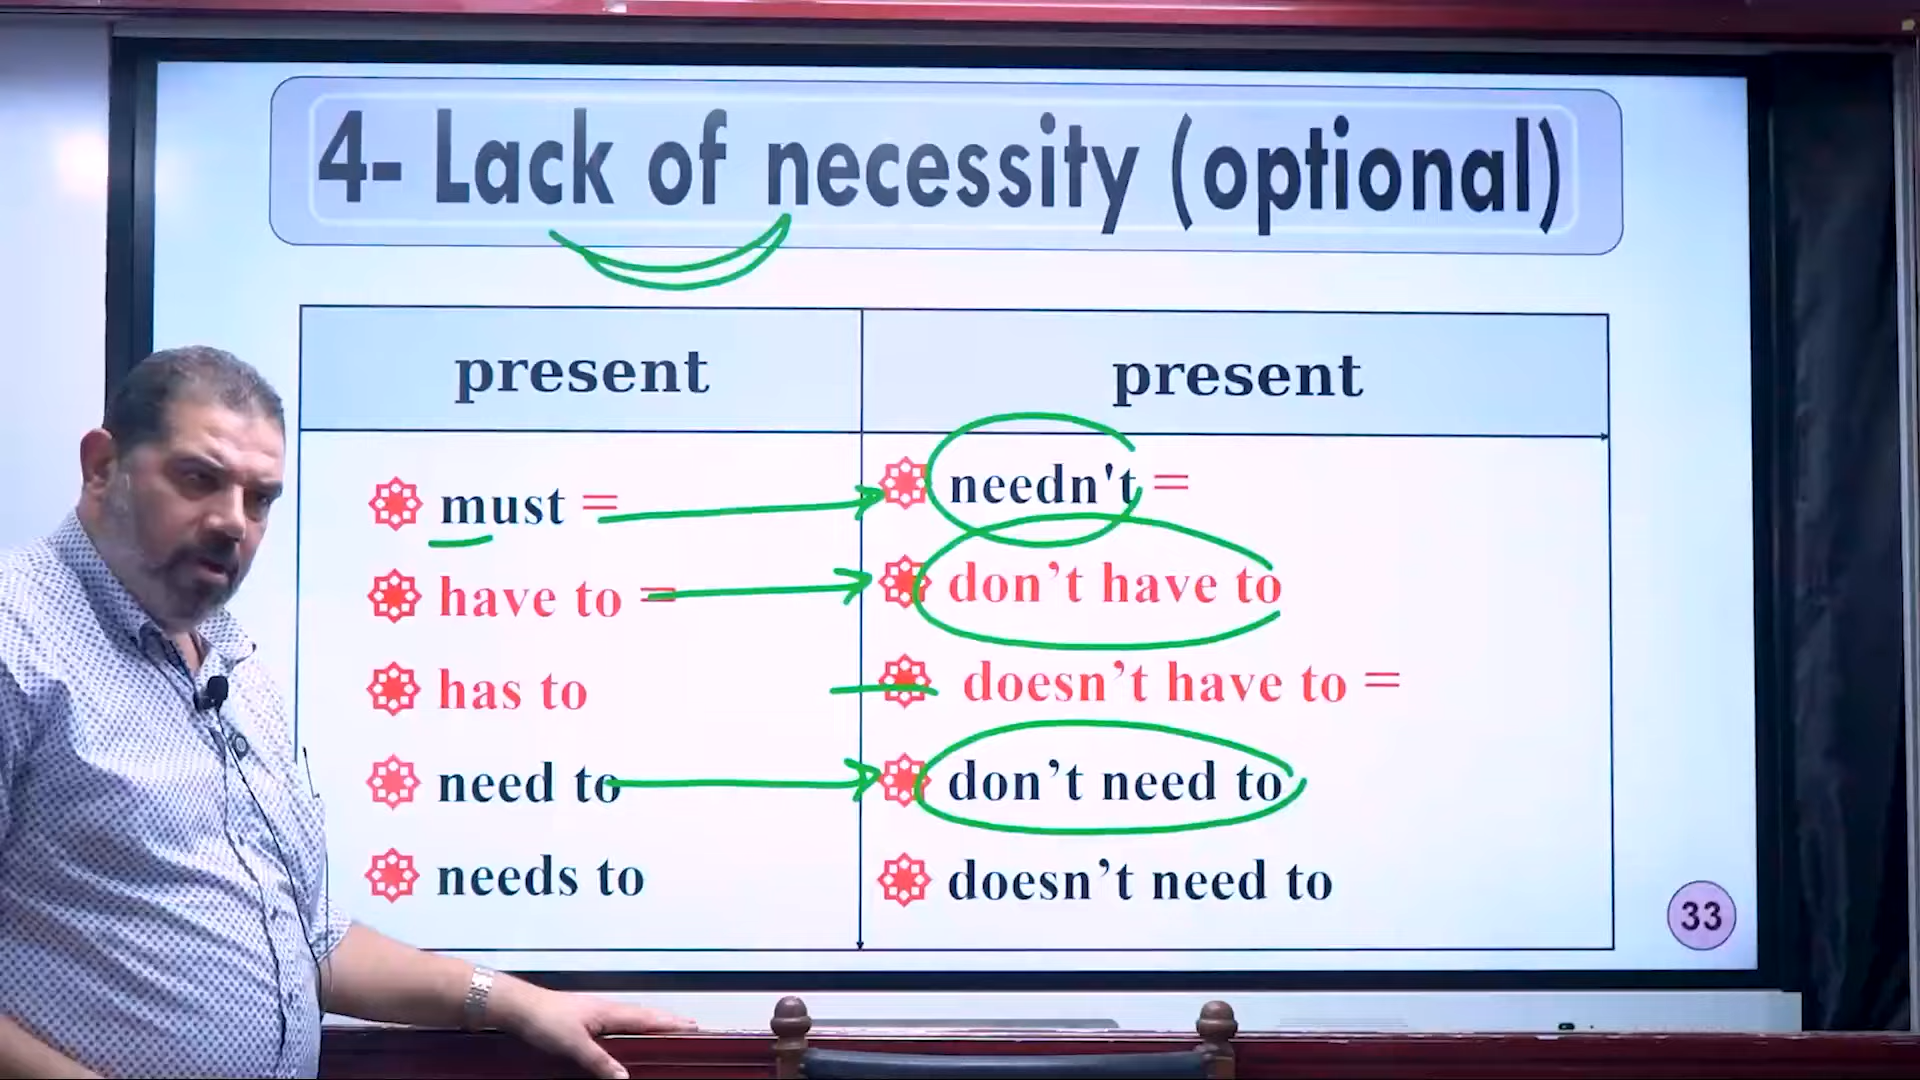 4- Lack of necessity (optional)
present
present
must =
needn't =
have to =
don’t have to
has to
doesn’t have to =
need to
don’t need to
needs to
doesn’t need to
33